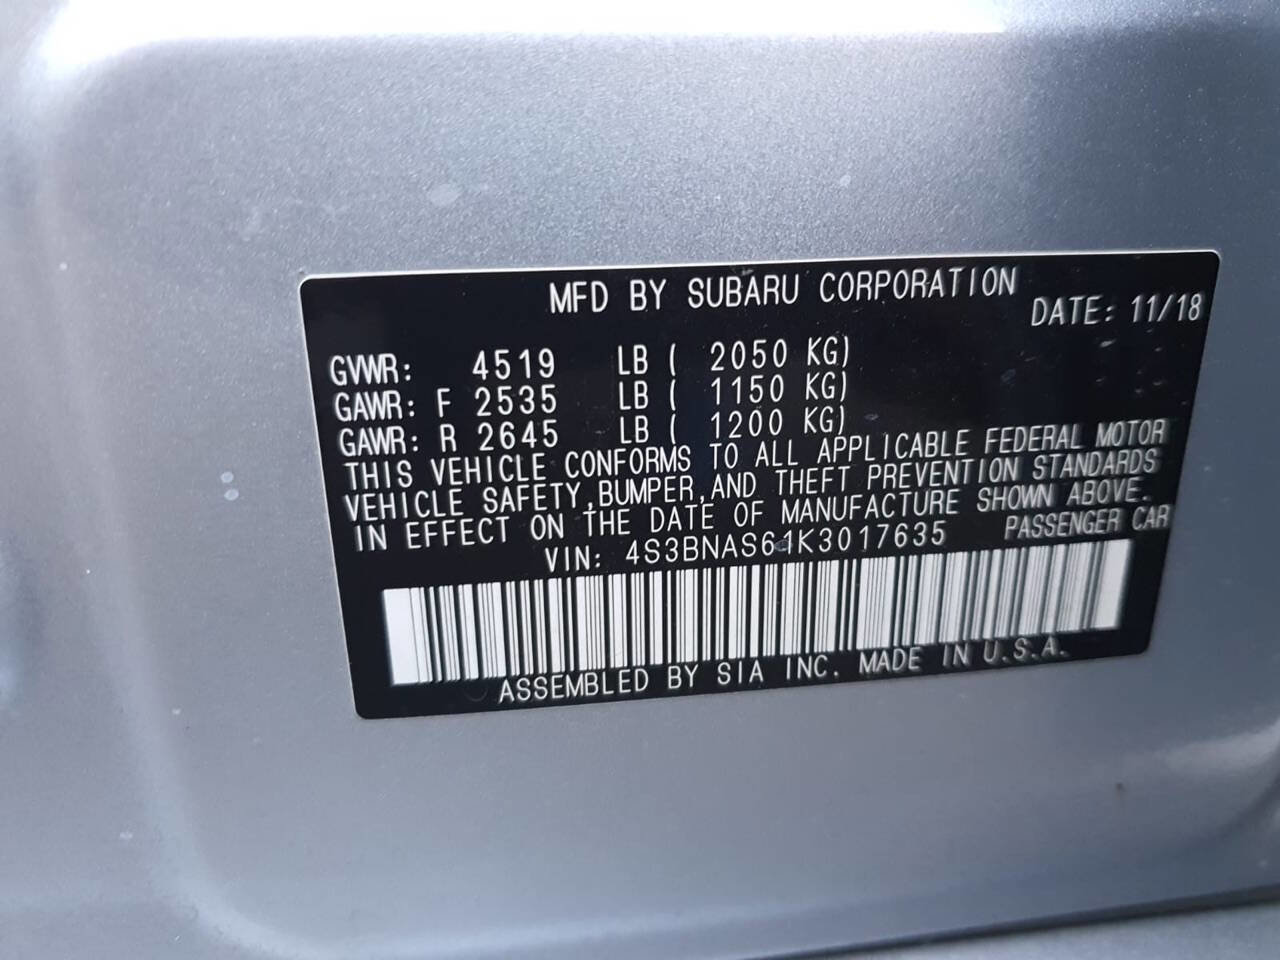 MFD BY SUBARU CORPORATION
DATE: 11/18
GVWR: 4519 LB ( 2050 KG)
GAWR: F 2535 LB ( 1150 KG)
GAWR: R 2645 LB ( 1200 KG)
THIS VEHICLE CONFORMS TO ALL APPLICABLE FEDERAL MOTOR
VEHICLE SAFETY,BUMPER,AND THEFT PREVENTION STANDARDS
IN EFFECT ON THE DATE OF MANUFACTURE SHOWN ABOVE.
VIN: 4S3BNAS61K3017635 PASSENGER CAR
ASSEMBLED BY SIA INC. MADE IN U.S.A.